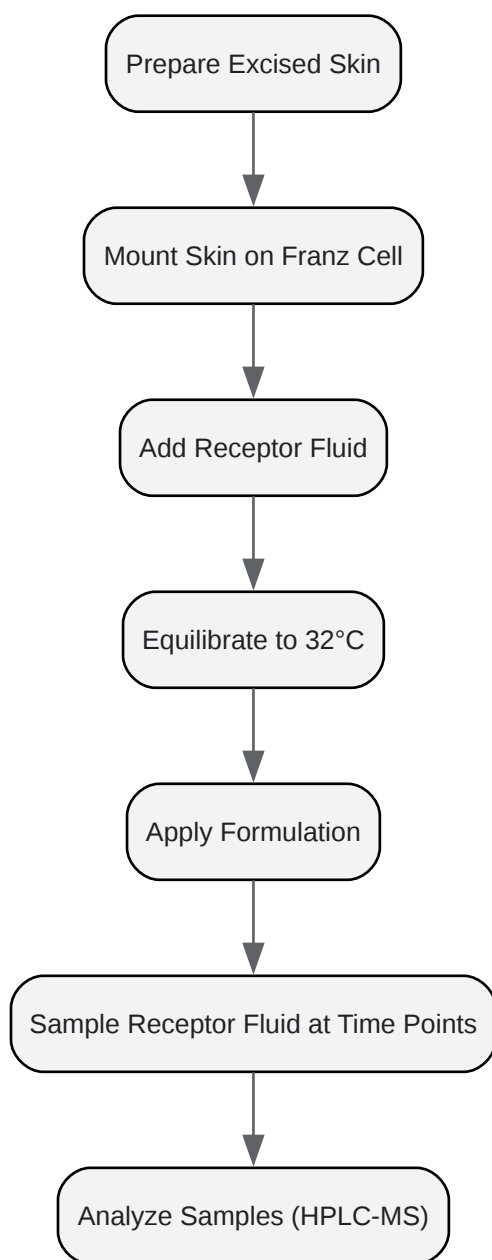 Prepare Excised Skin
Mount Skin on Franz Cell
Add Receptor Fluid
Equilibrate to 32°C
Apply Formulation
Sample Receptor Fluid at Time Points
Analyze Samples (HPLC-MS)